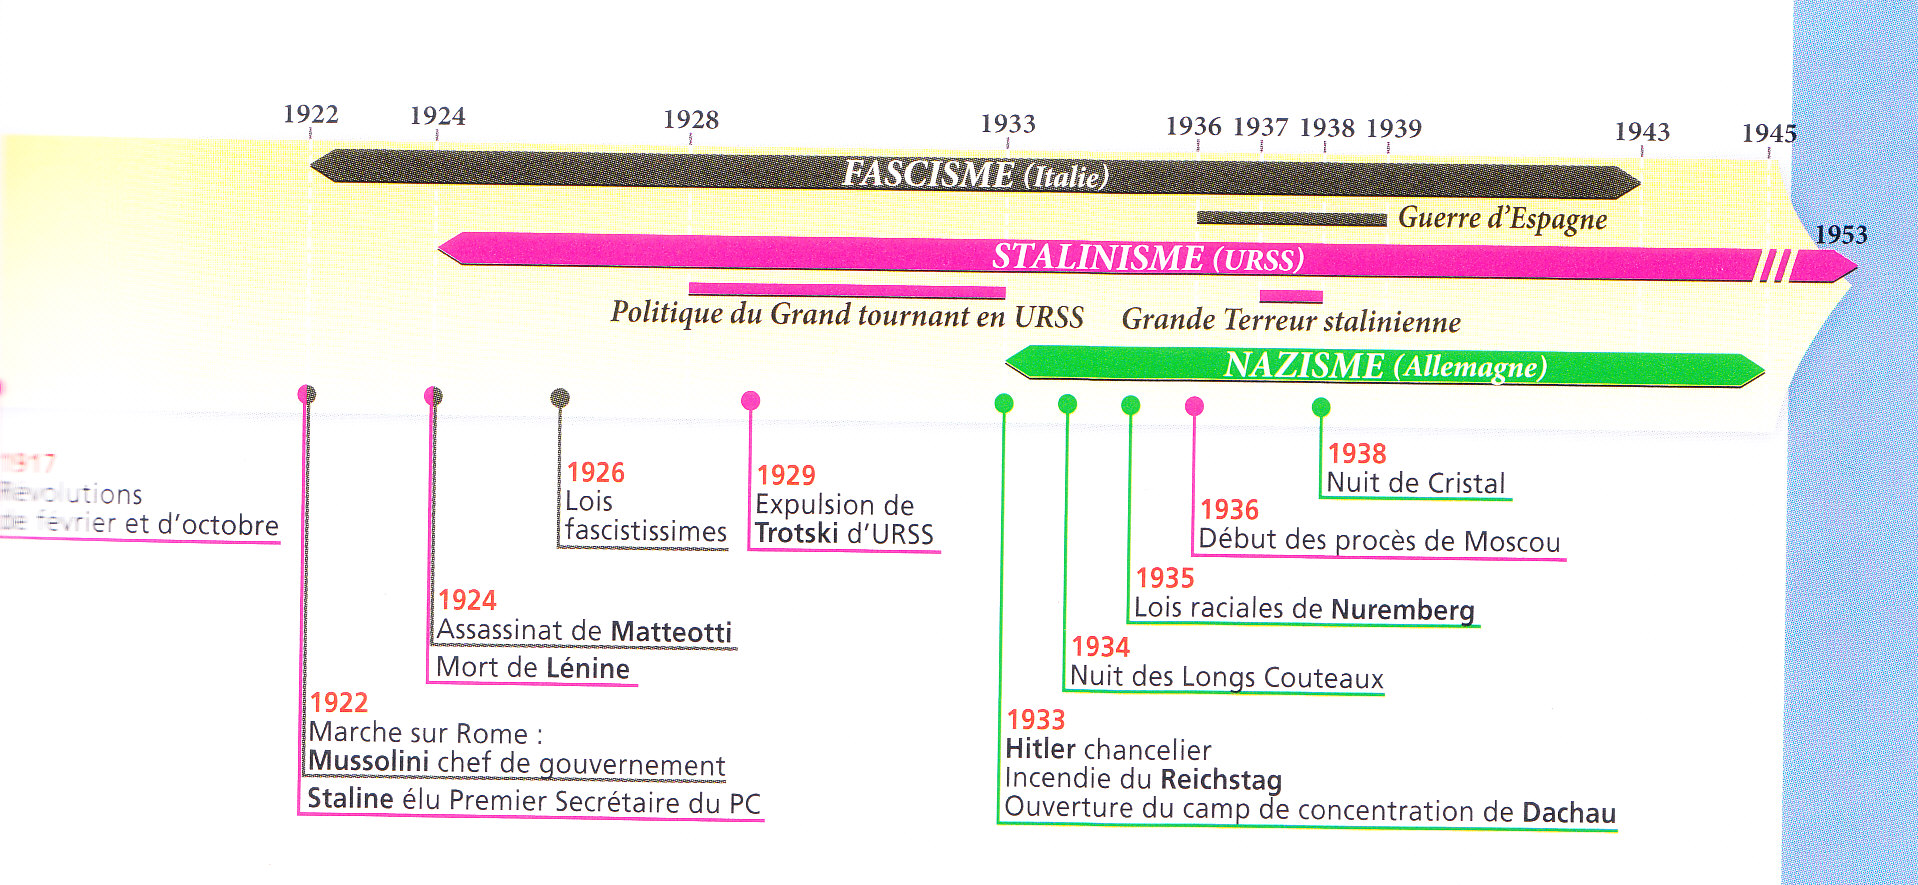 1922 1924 1928 1933 1936 1937 1938 1939 1943 1945
FASCISME (Italie)
Guerre d'Espagne
1953
STALINISME (URSS)
Politique du Grand tournant en URSS
Grande Terreur stalinienne
NAZISME (Allemagne)
1917
Révolutions
de février et d'octobre
1922
Marche sur Rome :
Mussolini chef de gouvernement
Staline élu Premier Secrétaire du PC
1924
Assassinat de Matteotti
Mort de Lénine
1926
Lois
fascistissimes
1929
Expulsion de
Trotski d'URSS
1933
Hitler chancelier
Incendie du Reichstag
Ouverture du camp de concentration de Dachau
1934
Nuit des Longs Couteaux
1935
Lois raciales de Nuremberg
1936
Début des procès de Moscou
1938
Nuit de Cristal